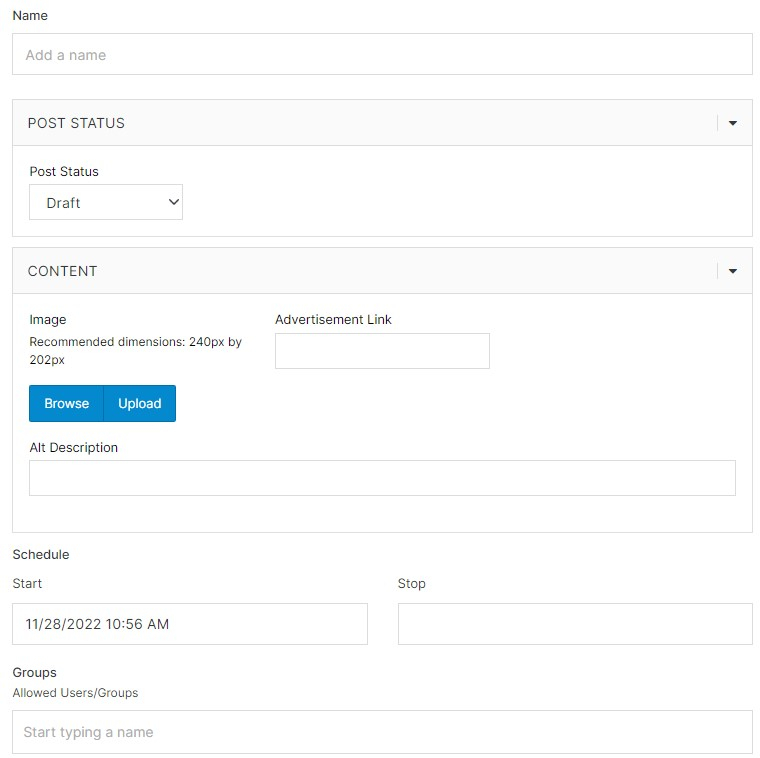 Name
Add a name
POST STATUS
Post Status
Draft
CONTENT
Image
Recommended dimensions: 240px by
202px
Advertisement Link
Browse
Upload
Alt Description
Schedule
Start
Stop
11/28/2022 10:56 AM
Groups
Allowed Users/Groups
Start typing a name